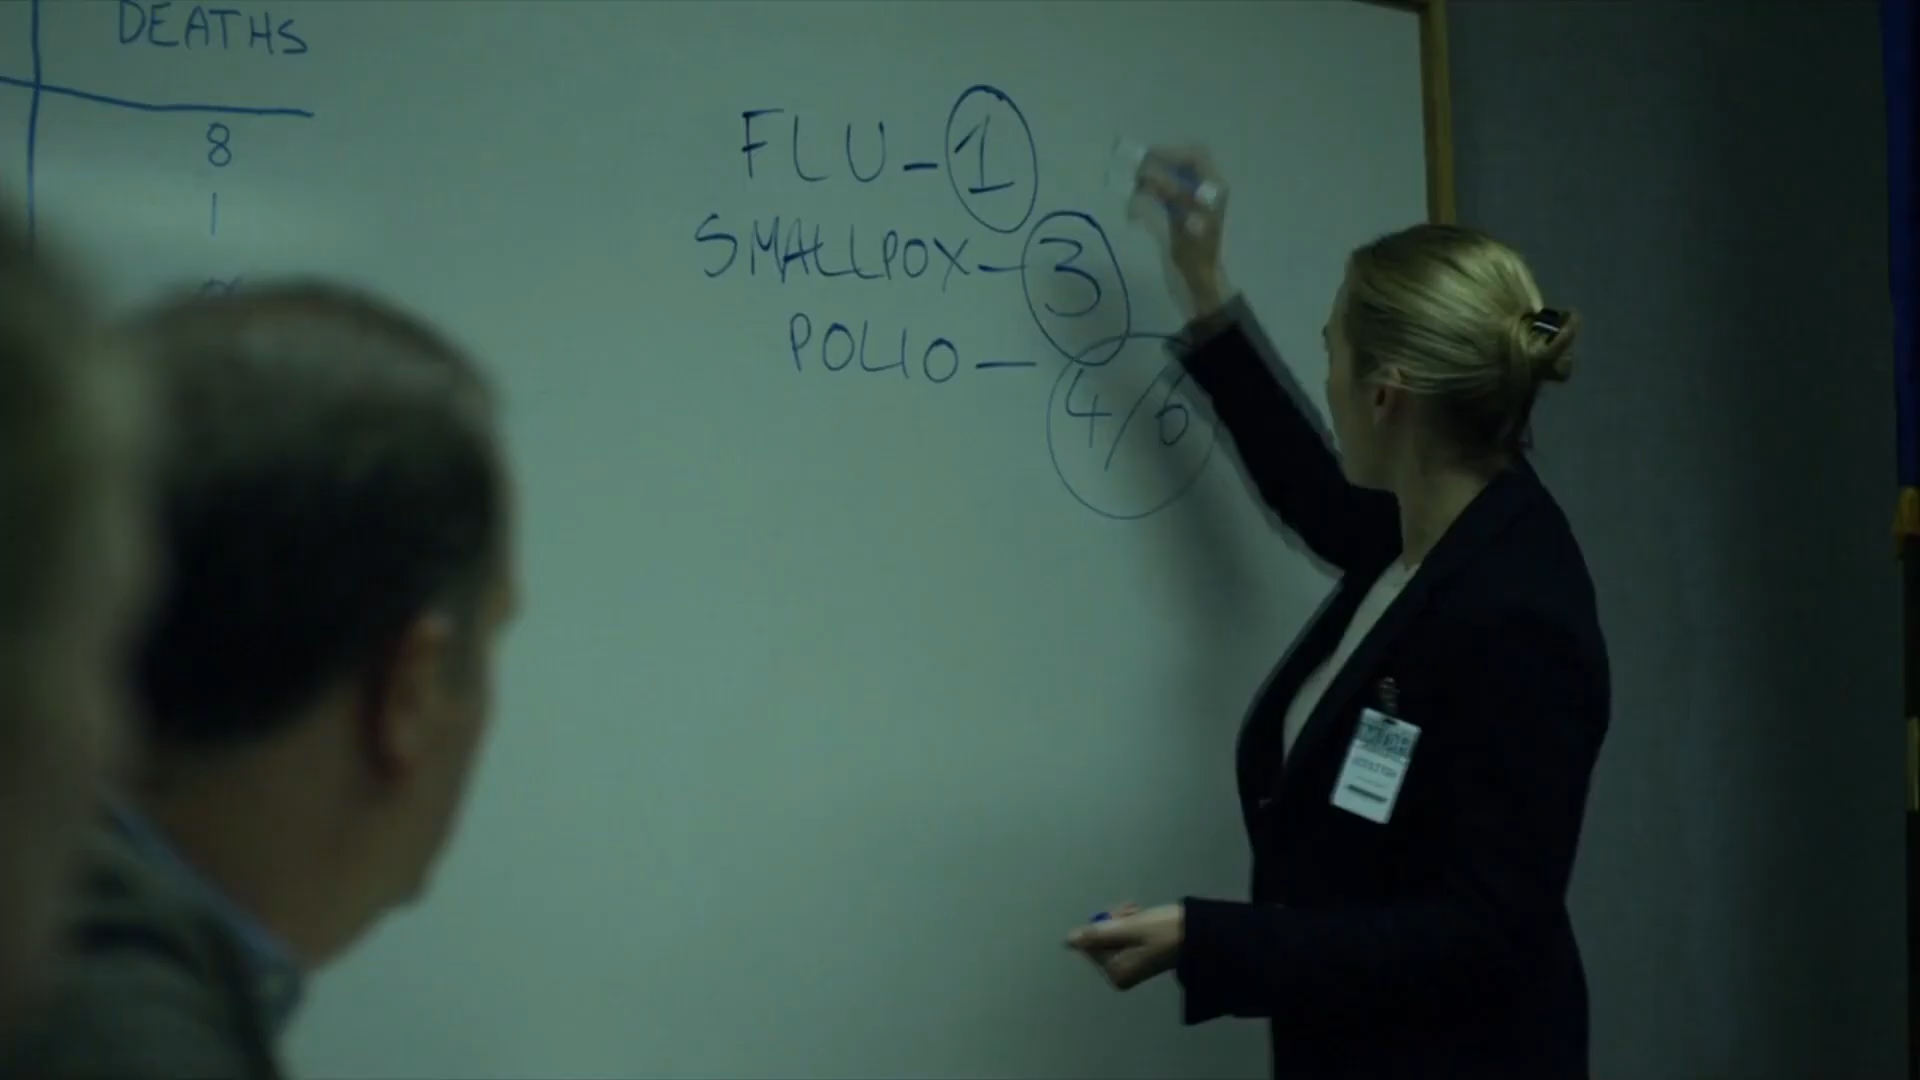 DEATHS
8
1
FLU - 1
SMALLPOX - 3
POLIO - 4/6